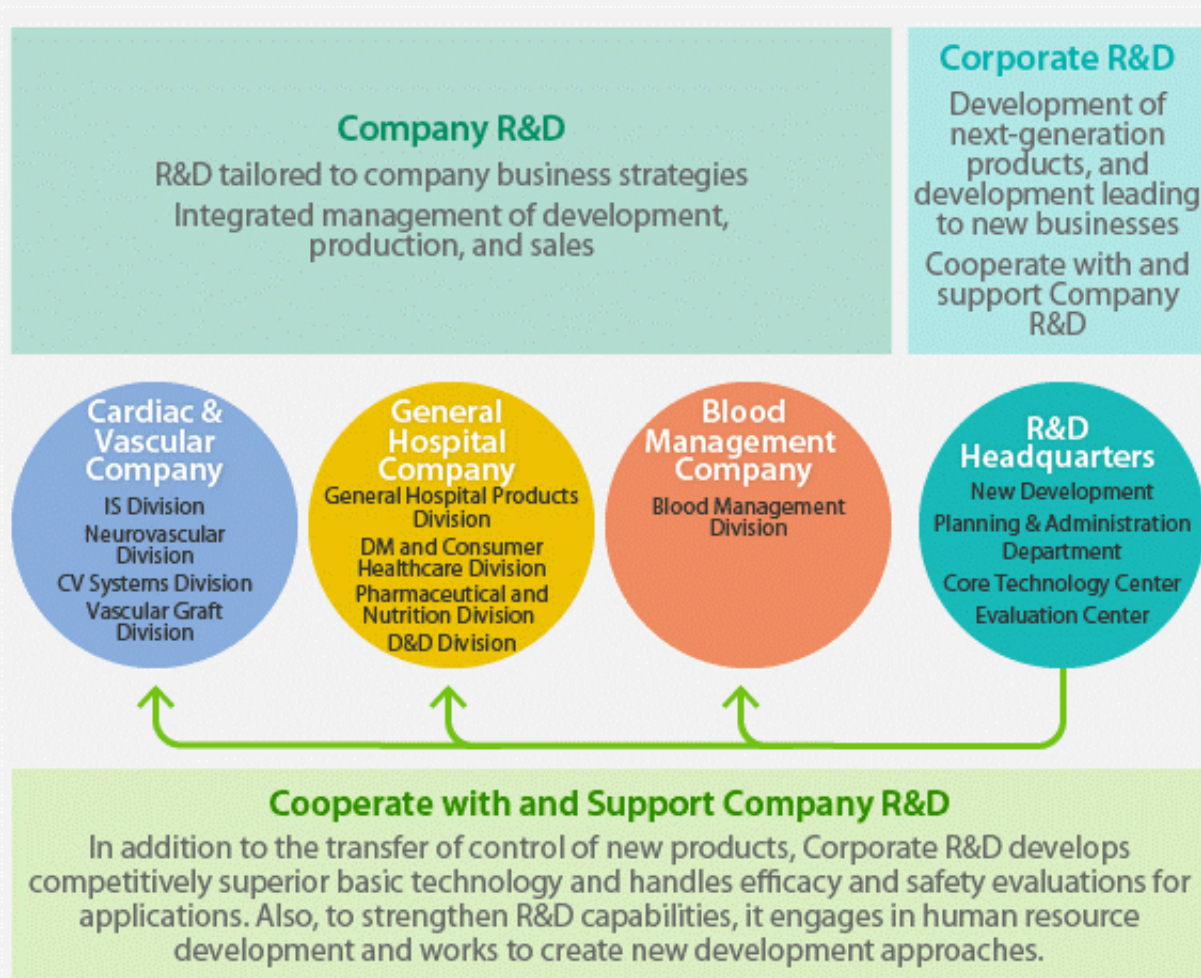 Company R&D
R&D tailored to company business strategies
Integrated management of development,
production, and sales
Corporate R&D
Development of
next-generation
products, and
development leading
to new businesses
Cooperate with and
support Company
R&D
Cardiac &
Vascular
Company
IS Division
Neurovascular
Division
CV Systems Division
Vascular Graft
Division
General
Hospital
Company
General Hospital Products
Division
DM and Consumer
Healthcare Division
Pharmaceutical and
Nutrition Division
D&D Division
Blood
Management
Company
Blood Management
Division
R&D
Headquarters
New Development
Planning & Administration
Department
Core Technology Center
Evaluation Center
Cooperate with and Support Company R&D
In addition to the transfer of control of new products, Corporate R&D develops
competitively superior basic technology and handles efficacy and safety evaluations for
applications. Also, to strengthen R&D capabilities, it engages in human resource
development and works to create new development approaches.